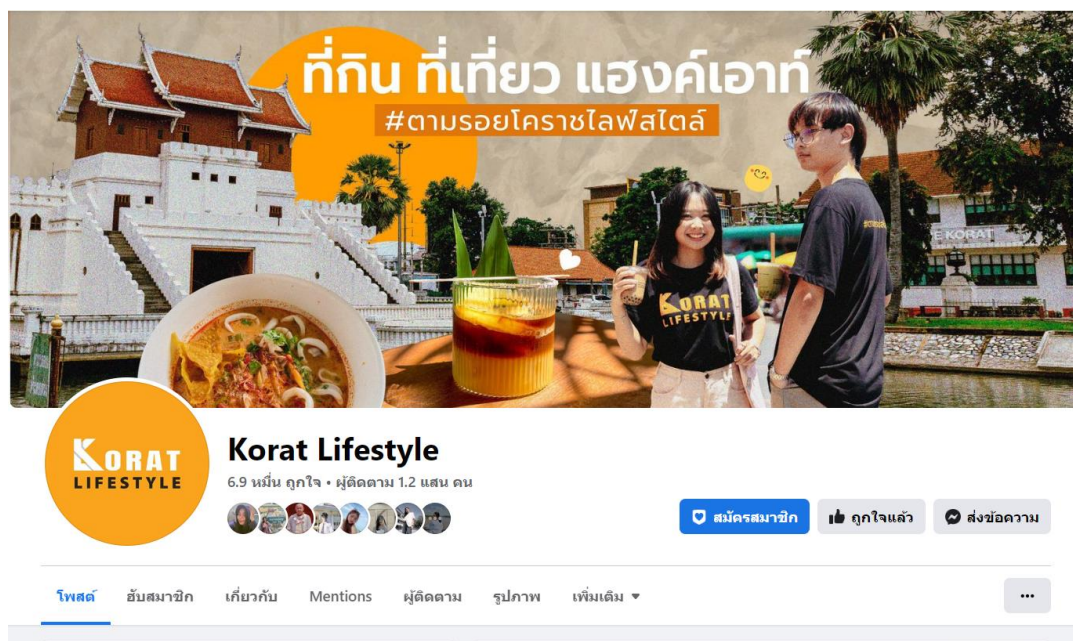 ที่กิน ที่เที่ยว แฮงค์เอาท์
#ตามรอยโคราชไลฟ์สไตล์
KORAT
KORAT
LIFESTYLE
KORAT
LIFESTYLE
Korat Lifestyle
6.9 หมื่น ถูกใจ • ผู้ติดตาม 1.2 แสน คน
สมัครสมาชิก
ถูกใจแล้ว
ส่งข้อความ
โพสต์ ฮับสมาชิก เกี่ยวกับ Mentions ผู้ติดตาม รูปภาพ เพิ่มเติม